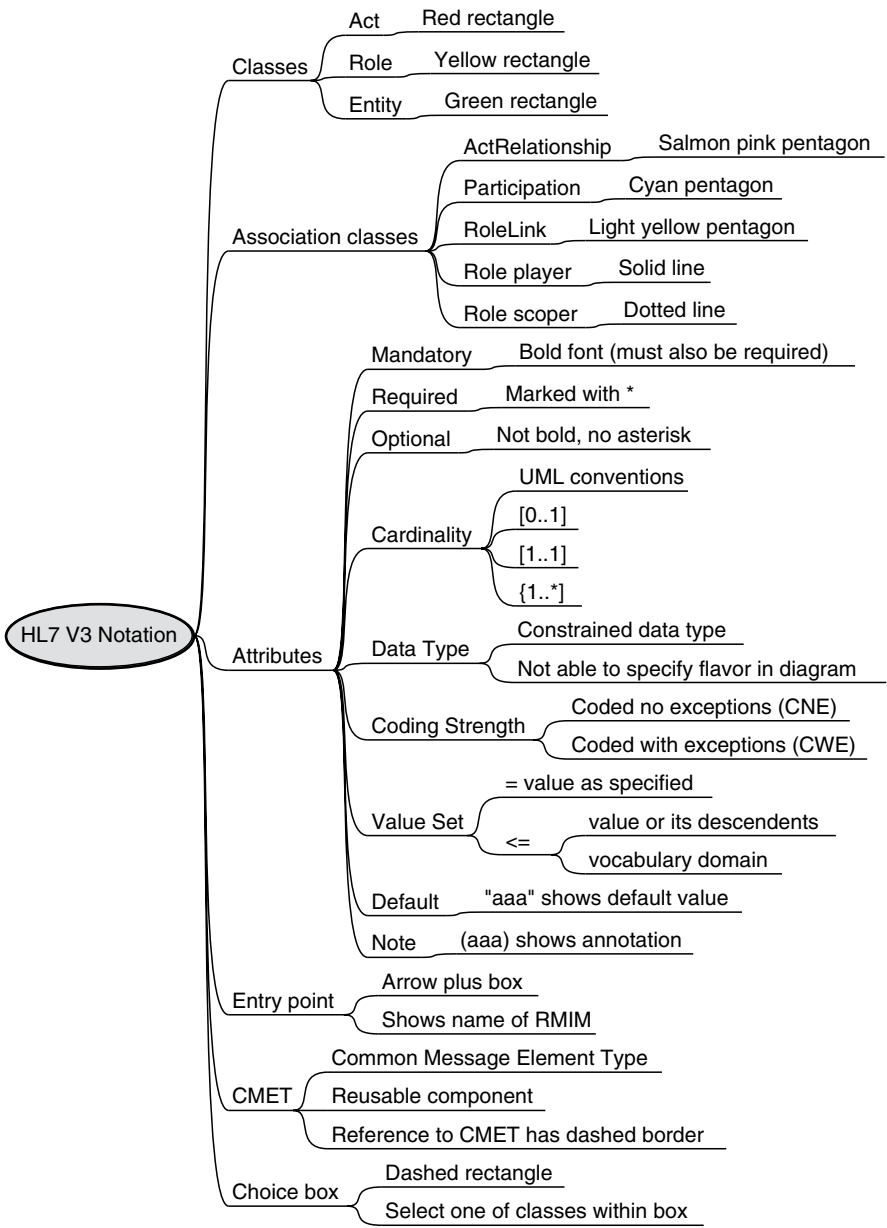 HL7 V3 Notation
Classes
Act
Red rectangle
Role
Yellow rectangle
Entity
Green rectangle
Association classes
ActRelationship
Salmon pink pentagon
Participation
Cyan pentagon
RoleLink
Light yellow pentagon
Role player
Solid line
Role scoper
Dotted line
Attributes
Mandatory
Bold font (must also be required)
Required
Marked with *
Optional
Not bold, no asterisk
Cardinality
UML conventions
[0..1]
[1..1]
{1..*]
Data Type
Constrained data type
Not able to specify flavor in diagram
Coding Strength
Coded no exceptions (CNE)
Coded with exceptions (CWE)
Value Set
= value as specified
<=
value or its descendents
vocabulary domain
Default
"aaa" shows default value
Note
(aaa) shows annotation
Entry point
Arrow plus box
Shows name of RMIM
CMET
Common Message Element Type
Reusable component
Reference to CMET has dashed border
Choice box
Dashed rectangle
Select one of classes within box